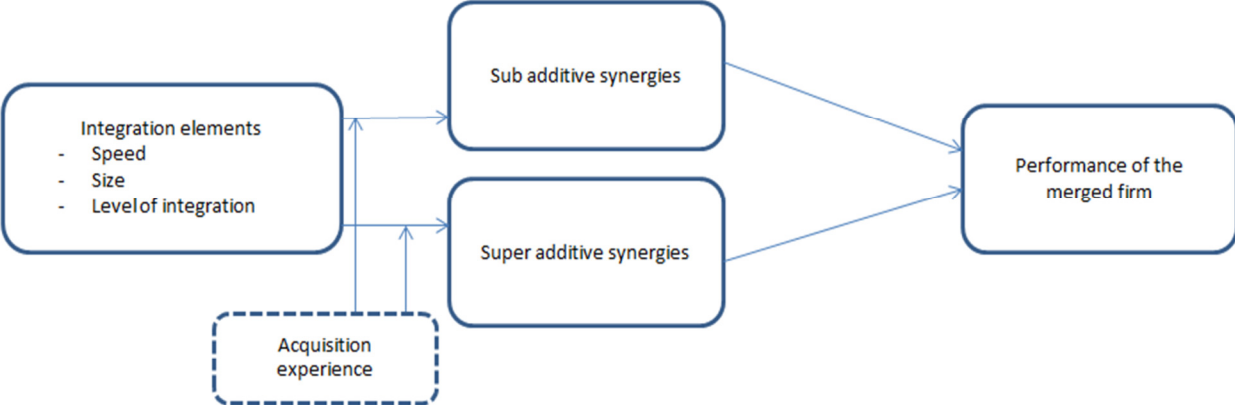 Integration elements
- Speed
- Size
- Level of integration
Sub additive synergies
Super additive synergies
Acquisition
experience
Performance of the
merged firm